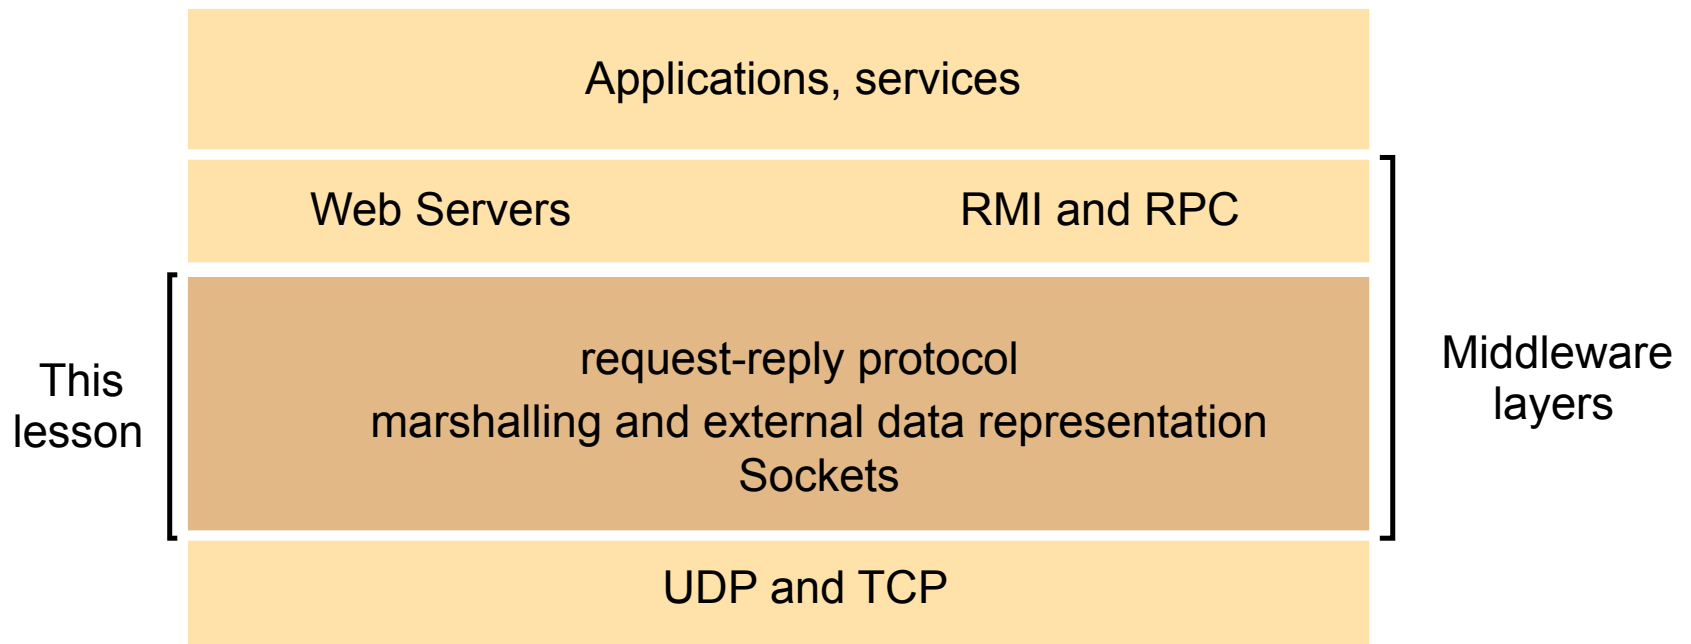 Applications, services
Web Servers RMI and RPC
This
lesson
request-reply protocol
marshalling and external data representation
Sockets
Middleware
layers
UDP and TCP